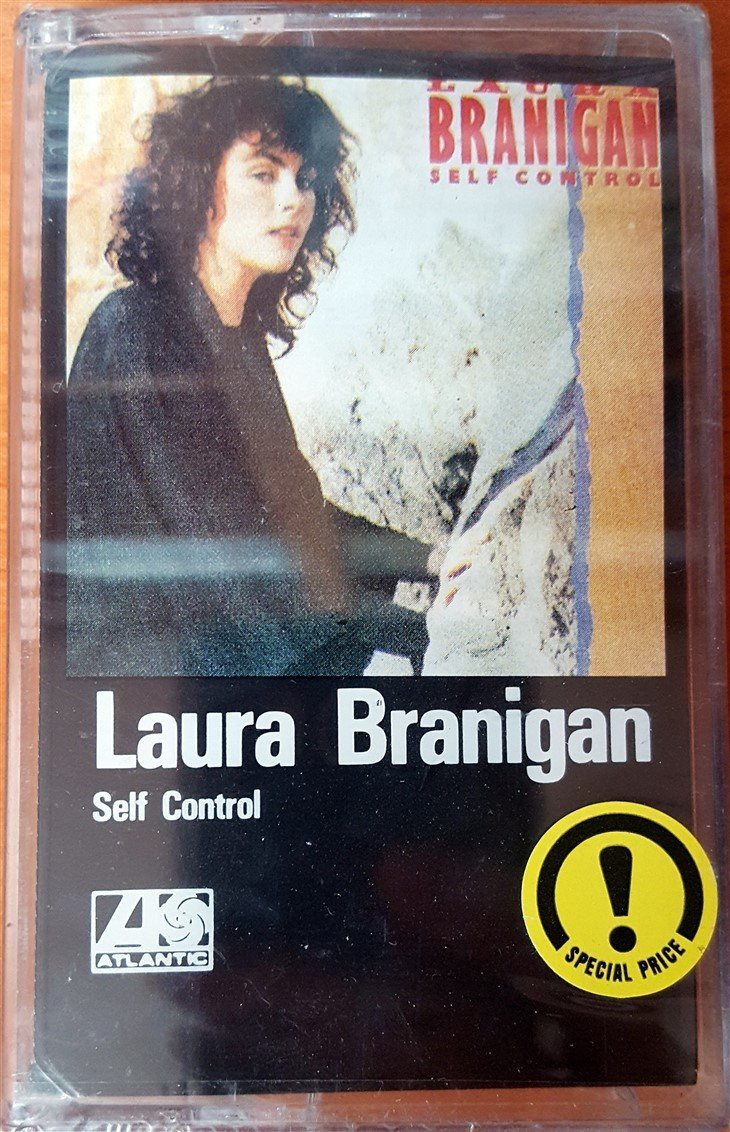 LAURA
BRANIGAN
SELF CONTROL
Laura Branigan
Self Control
ATLANTIC
!
SPECIAL PRICE